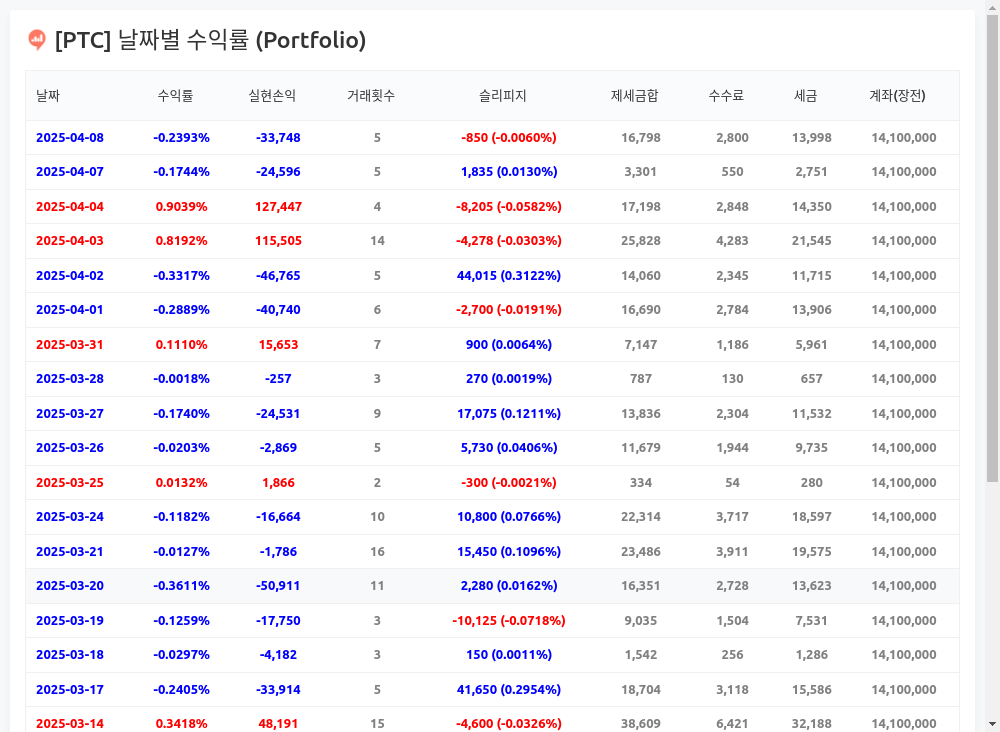 [PTC] 날짜별 수익률 (Portfolio)
날짜 수익률 실현손익 거래횟수 슬리피지 제세금합 수수료 세금 계좌(장전)
2025-04-08 -0.2393% -33,748 5 -850 (-0.0060%) 16,798 2,800 13,998 14,100,000
2025-04-07 -0.1744% -24,596 5 1,835 (0.0130%) 3,301 550 2,751 14,100,000
2025-04-04 0.9039% 127,447 4 -8,205 (-0.0582%) 17,198 2,848 14,350 14,100,000
2025-04-03 0.8192% 115,505 14 -4,278 (-0.0303%) 25,828 4,283 21,545 14,100,000
2025-04-02 -0.3317% -46,765 5 44,015 (0.3122%) 14,060 2,345 11,715 14,100,000
2025-04-01 -0.2889% -40,740 6 -2,700 (-0.0191%) 16,690 2,784 13,906 14,100,000
2025-03-31 0.1110% 15,653 7 900 (0.0064%) 7,147 1,186 5,961 14,100,000
2025-03-28 -0.0018% -257 3 270 (0.0019%) 787 130 657 14,100,000
2025-03-27 -0.1740% -24,531 9 17,075 (0.1211%) 13,836 2,304 11,532 14,100,000
2025-03-26 -0.0203% -2,869 5 5,730 (0.0406%) 11,679 1,944 9,735 14,100,000
2025-03-25 0.0132% 1,866 2 -300 (-0.0021%) 334 54 280 14,100,000
2025-03-24 -0.1182% -16,664 10 10,800 (0.0766%) 22,314 3,717 18,597 14,100,000
2025-03-21 -0.0127% -1,786 16 15,450 (0.1096%) 23,486 3,911 19,575 14,100,000
2025-03-20 -0.3611% -50,911 11 2,280 (0.0162%) 16,351 2,728 13,623 14,100,000
2025-03-19 -0.1259% -17,750 3 -10,125 (-0.0718%) 9,035 1,504 7,531 14,100,000
2025-03-18 -0.0297% -4,182 3 150 (0.0011%) 1,542 256 1,286 14,100,000
2025-03-17 -0.2405% -33,914 5 41,650 (0.2954%) 18,704 3,118 15,586 14,100,000
2025-03-14 0.3418% 48,191 15 -4,600 (-0.0326%) 38,609 6,421 32,188 14,100,000